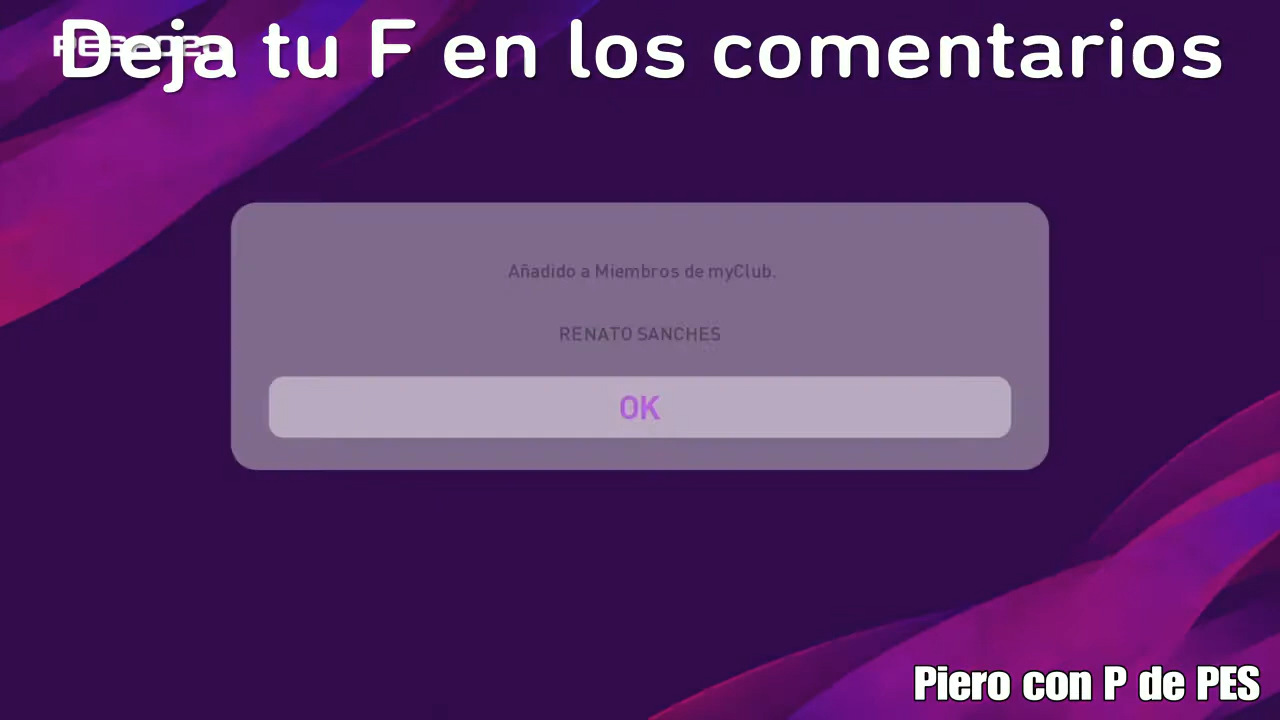 Deja tu F en los comentarios
Añadido a Miembros de myClub.
RENATO SANCHES
OK
Piero con P de PES